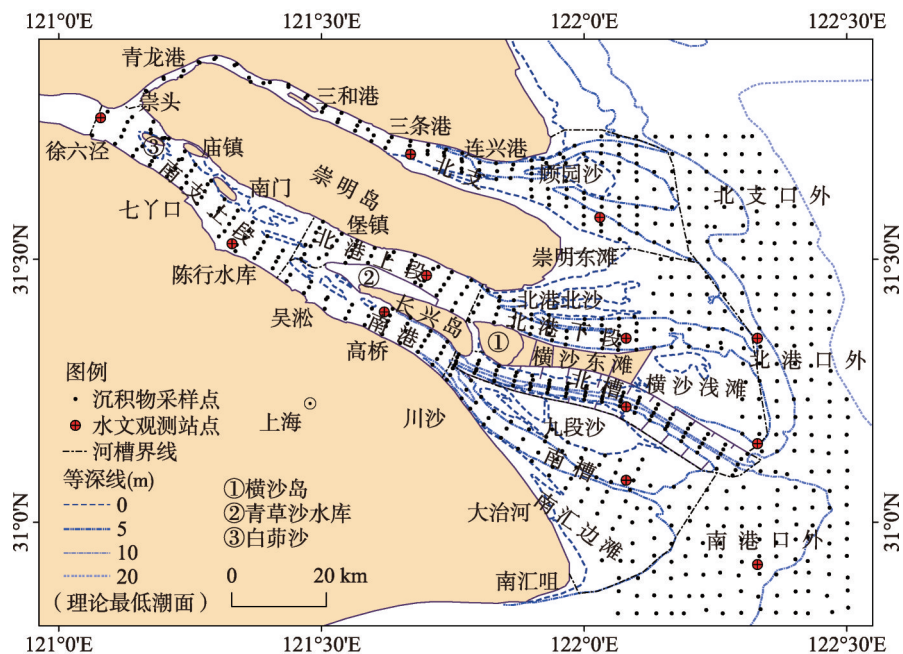 121°0′E 121°30′E 122°0′E 122°30′E
青龙港
崇头
三和港
三条港
徐六泾
③
庙镇
连兴港
北支
顾园沙
北支口外
南支上段
南门
崇明岛
七丫口
堡镇
31°30′N
31°30′N
陈行水库
北港上段
②
崇明东滩
北港北沙
吴淞
长兴岛
南港
①
北港下段
北港口外
高桥
横沙东滩
北槽
横沙浅滩
图例
沉积物采样点
水文观测站点
河槽界线
上海
川沙
九段沙
南槽
等深线(m)
0
5
10
20
(理论最低潮面)
①横沙岛
②青草沙水库
③白茆沙
0 20 km
大治河
南汇边滩
31°0′N
31°0′N
南港口外
南汇咀
121°0′E 121°30′E 122°0′E 122°30′E